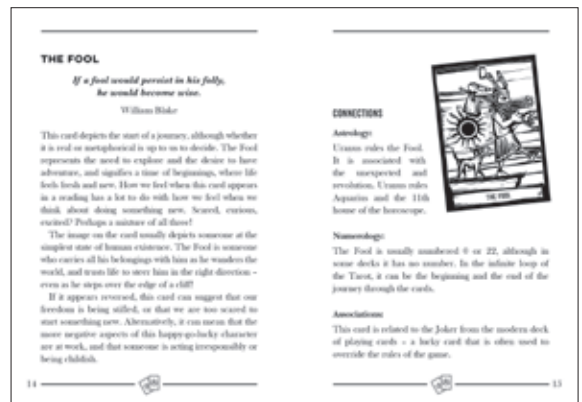 THE FOOL
If a fool would persist in his folly,
he would become wise.
William Blake
This card depicts the start of a journey, although whether
it is real or metaphorical is up to us to decide. The Fool
represents the need to explore and the desire to have
adventure, and signifies a time of beginnings, where life
feels fresh and new. How we feel when this card appears
in a reading has a lot to do with how we feel when we
think about doing something new. Scared, curious,
excited? Perhaps a mixture of all three?
The image on the card usually depicts someone at the
simplest state of human existence. The Fool is someone
who carries all his belongings with him as he wanders the
world, and trusts life to steer him in the right direction –
even as he steps over the edge of a cliff!
If it appears reversed, this card can suggest that our
freedom is being stifled, or that we are too scared to
start something new. Alternatively, it can mean that the
more negative aspects of this happy-go-lucky character
are at work, and that someone is acting irresponsibly or
being childish.
14
CONNECTIONS
Astrology:
Uranus rules the Fool.
It is associated with
the unexpected and
revolution. Uranus rules
Aquarius and the 11th
house of the horoscope.
THE FOOL
Numerology:
The Fool is usually numbered 0 or 22, although in
some decks it has no number. In the infinite loop of
the Tarot, it can be the beginning and the end of the
journey through the cards.
Associations:
This card is related to the Joker from the modern deck
of playing cards – a lucky card that is often used to
override the rules of the game.
15